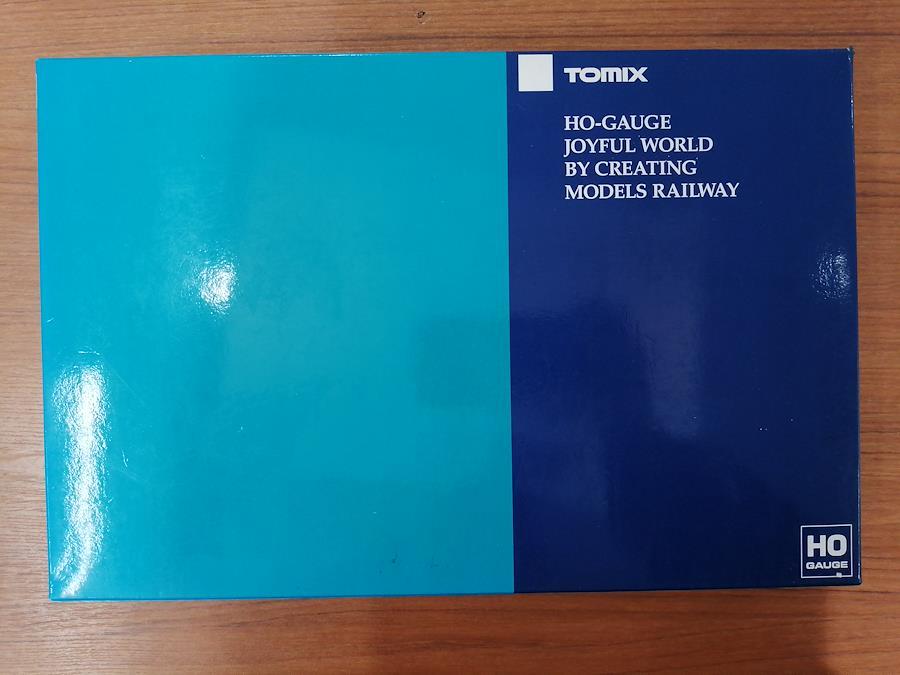 TOMIX
HO-GAUGE
JOYFUL WORLD
BY CREATING
MODELS RAILWAY
HO
GAUGE